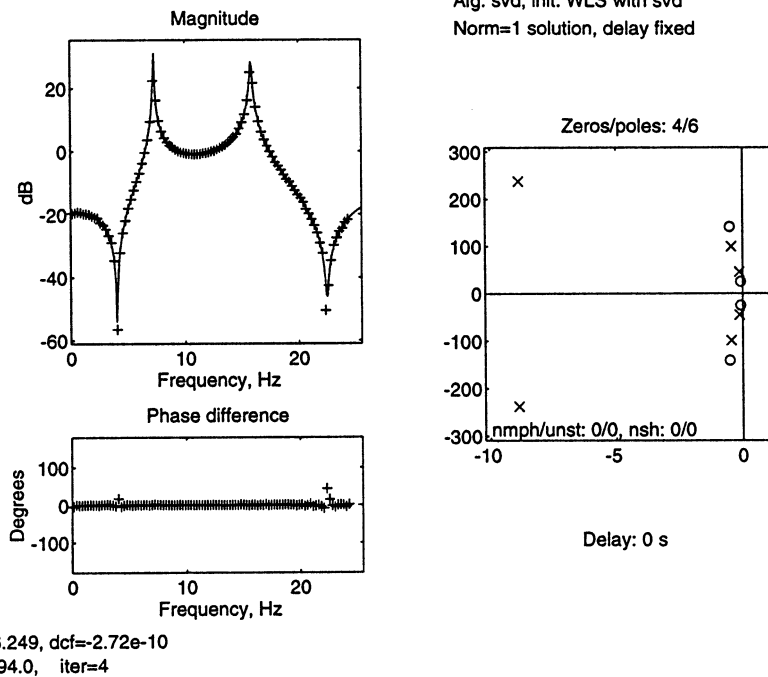 Magnitude
Alg: svd, init: WLS with svd
Norm=1 solution, delay fixed
20
0
-20
-40
-60
dB
0 10 20
Frequency, Hz
Zeros/poles: 4/6
300
200
100
0
-100
-200
-300
nmph/unst: 0/0, nsh: 0/0
-10 -5 0
Phase difference
100
0
-100
Degrees
0 10 20
Frequency, Hz
Delay: 0 s
.249, dcf=-2.72e-10
94.0, iter=4